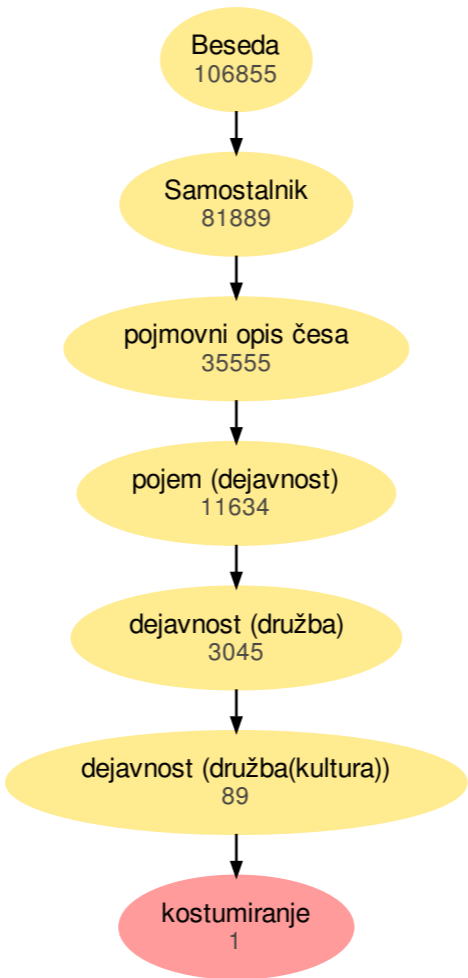 Beseda
106855
Samostalnik
81889
pojmovni opis česa
35555
pojem (dejavnost)
11634
dejavnost (družba)
3045
dejavnost (družba(kultura))
89
kostumiranje
1